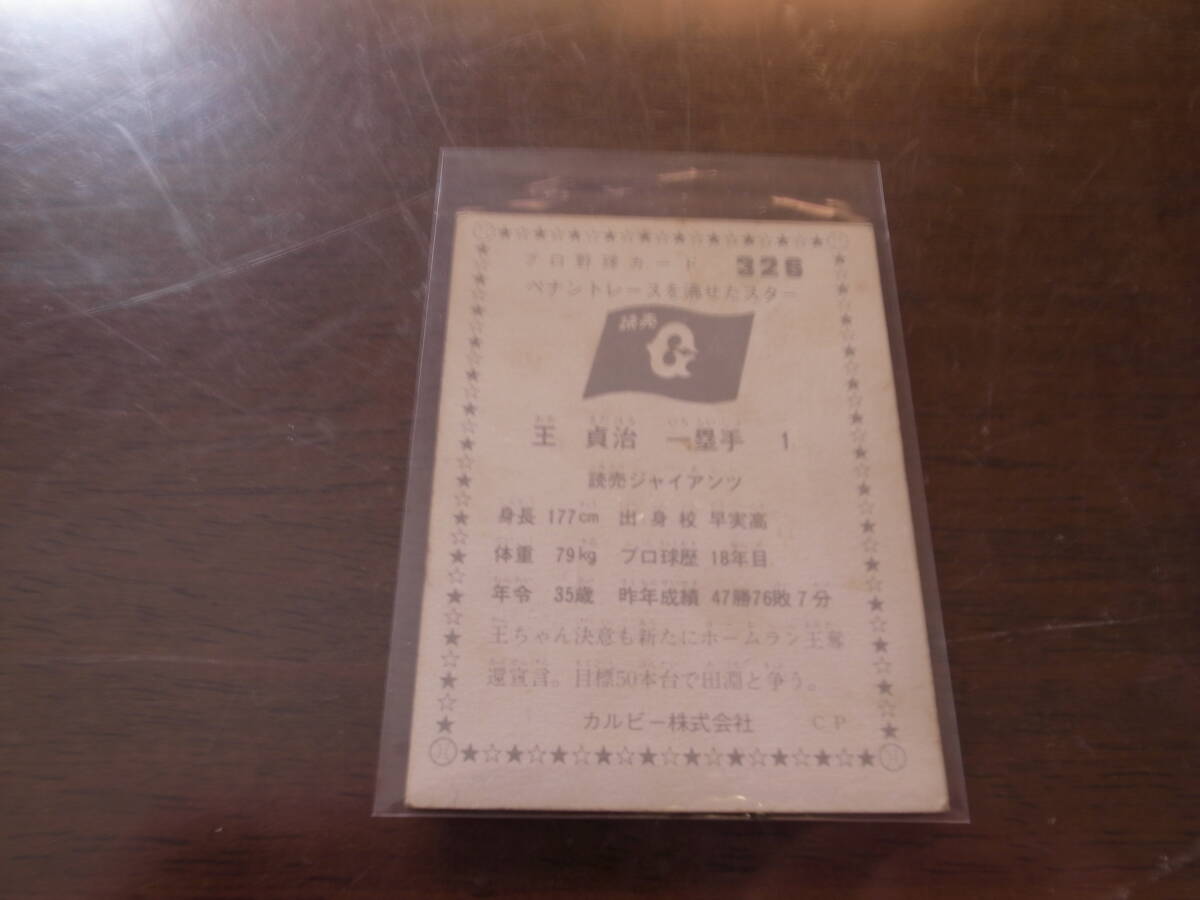 プロ野球カード 326
ペナントレースを沸せたスター
読売
G
王 貞治 一塁手 1
読売ジャイアンツ
身長 177cm 出身校 早実高
体重 79kg プロ球歴 18年目
年令 35歳 昨年成績 47勝76敗7分
王ちゃん決意も新たにホームラン王奪
還宣言。目標50本台で田淵と争う。
カルビー株式会社 CP